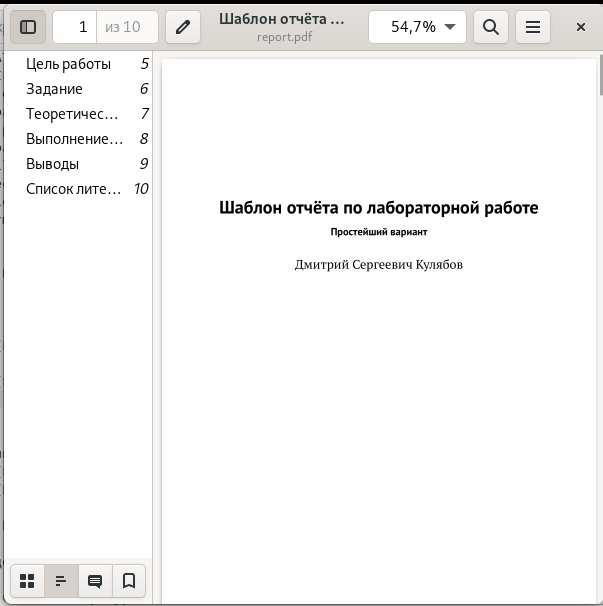 1 из 10
Шаблон отчёта ...
report.pdf
54,7%
Цель работы 5
Задание 6
Теоретичес... 7
Выполнение... 8
Выводы 9
Список лите... 10
Шаблон отчёта по лабораторной работе
Простейший вариант
Дмитрий Сергеевич Кулябов